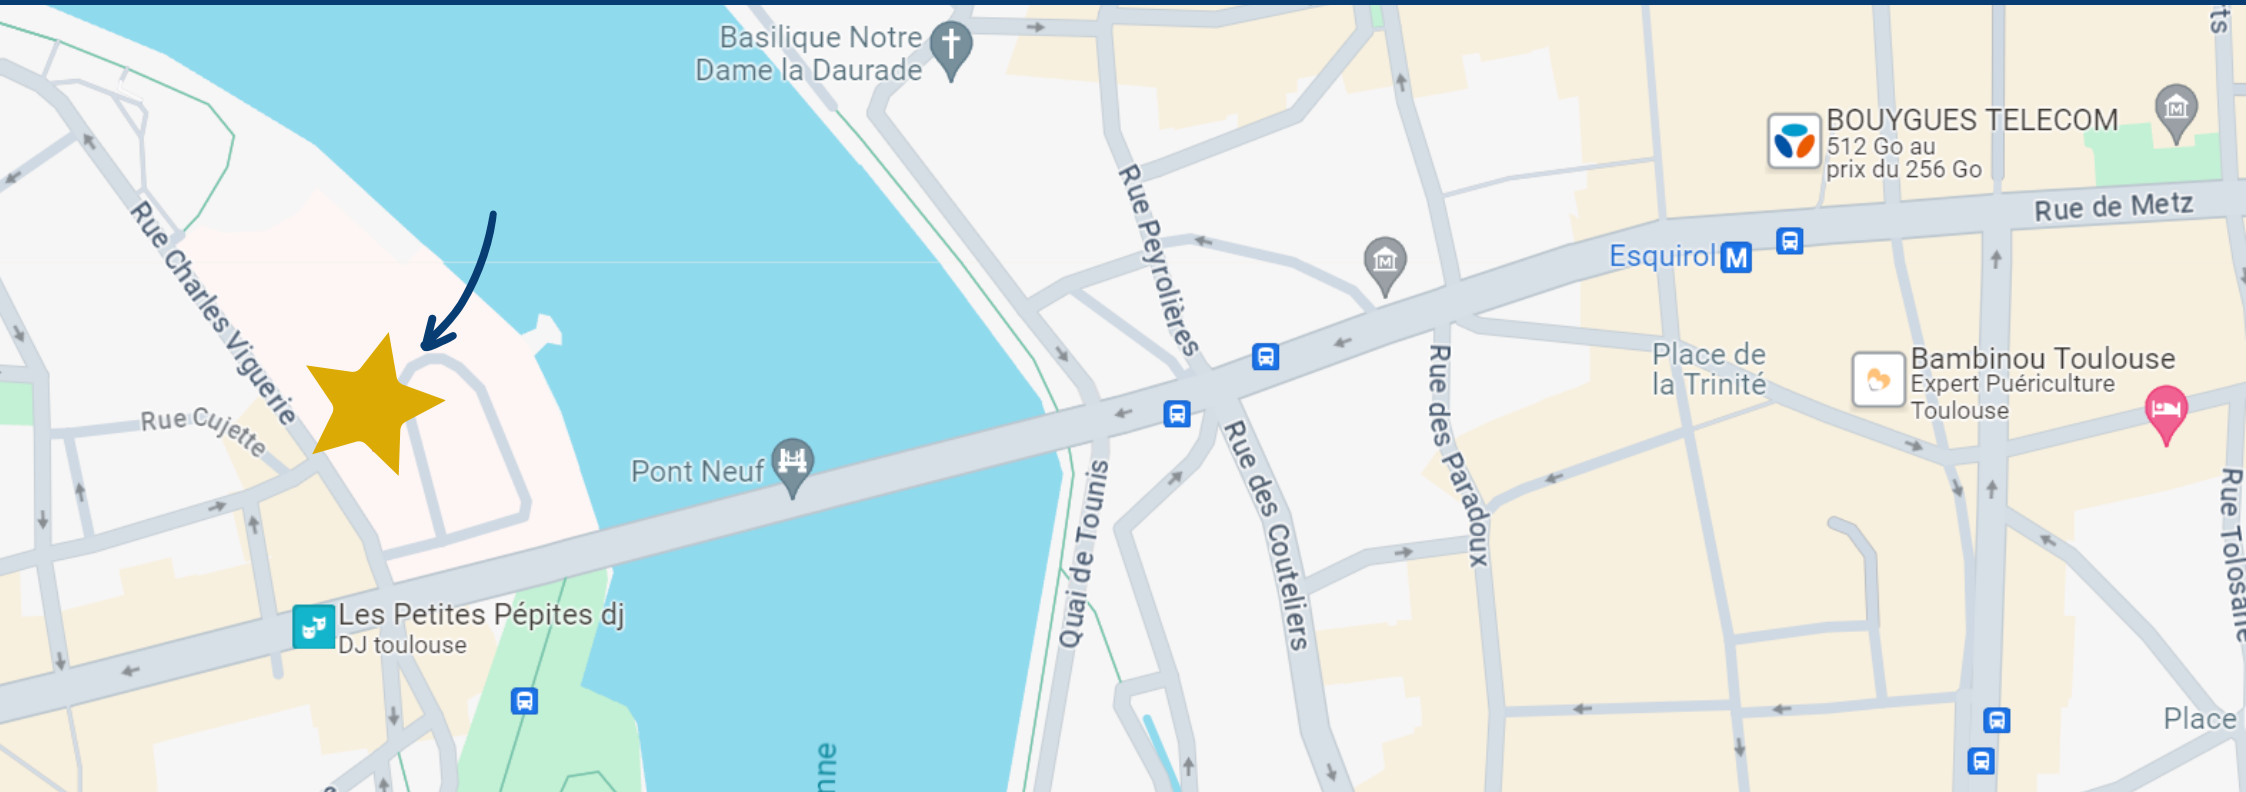 Basilique Notre
Dame la Daurade
BOUYGUES TELECOM
512 Go au
prix du 256 Go
Rue Peyrolières
Rue de Metz
Rue Charles Viguerie
Esquirol
Place de
la Trinité
Bambinou Toulouse
Expert Puériculture
Toulouse
Rue Cujette
Pont Neuf
Rue des Paradoux
Rue des Couteliers
Quai de Tounis
Les Petites Pépites dj
DJ toulouse
Place